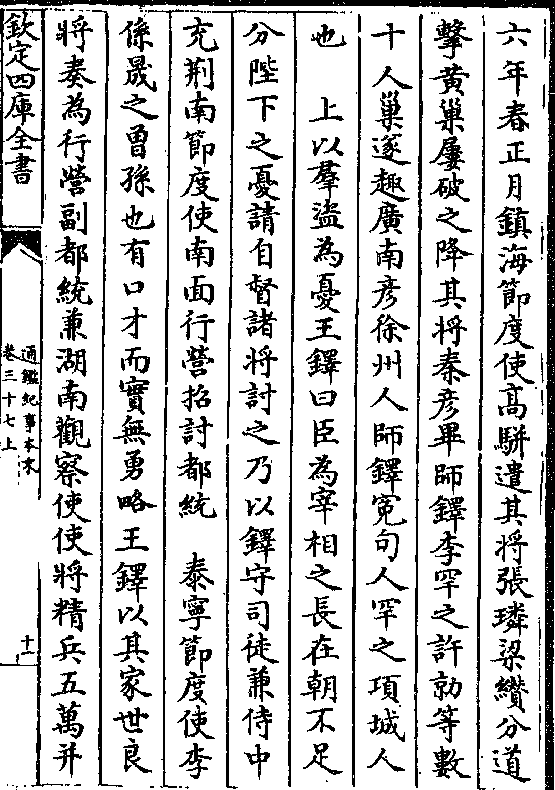 六年春正月鎮海節度使髙駢遣其將張璘梁纘分道
擊黄巢屢破之降其將秦彦畢師鐸李罕之許勍等數
十人巢遂趣廣南彦徐州人師鐸寃句人罕之項城人
也　上以羣盜為憂王鐸曰臣為宰相之長在朝不足
分陛下之憂請自督諸將討之乃以鐸守司徒兼侍中
充荆南節度使南面行營招討都統　泰寧節度使李
係晟之曾孫也有口才而實無勇略王鐸以其家世良
將奏為行營副都統兼湖南觀察使使將精兵五萬并
欽定四庫全書
通鑑紀事本末
卷三十七上
十一